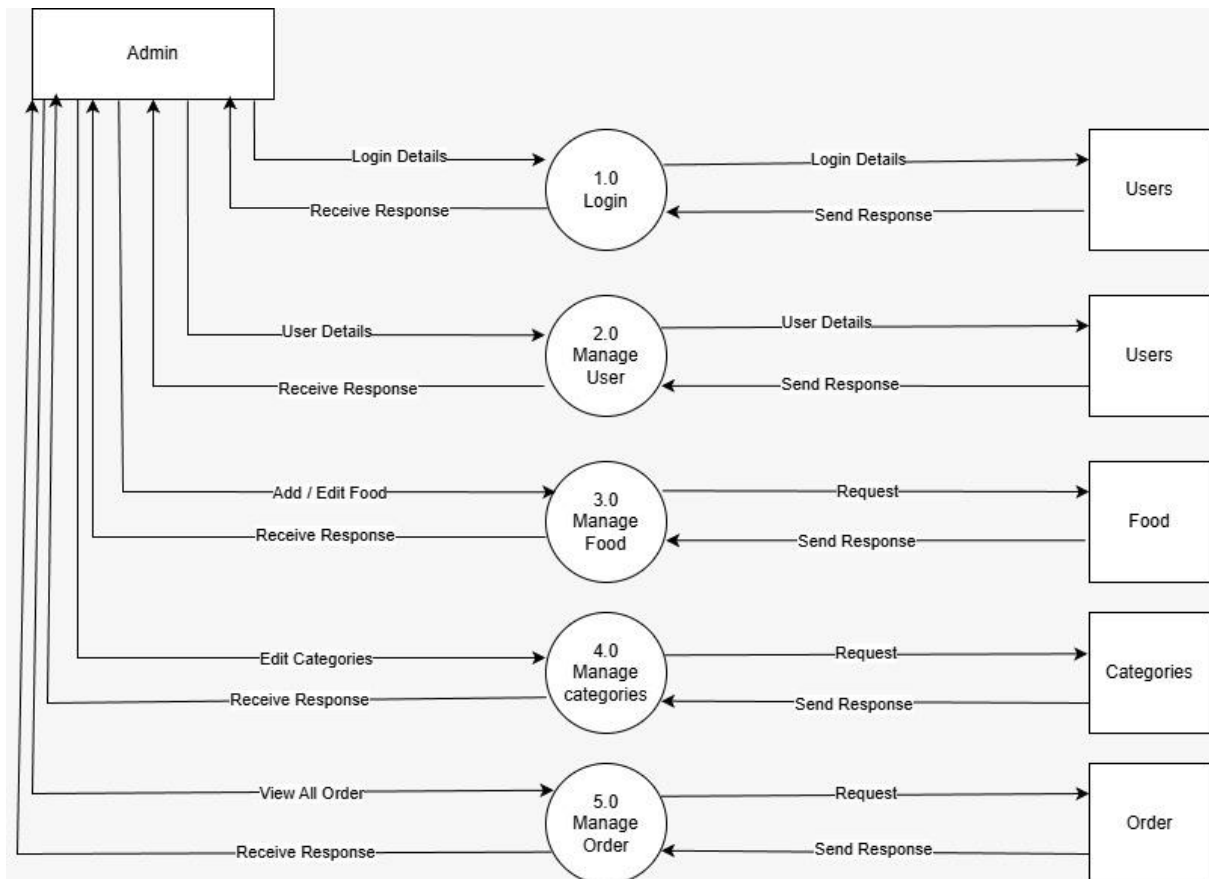 Admin
Login Details
1.0
Login
Login Details
Users
Receive Response
Send Response
User Details
2.0
Manage
User
User Details
Users
Receive Response
Send Response
Add / Edit Food
3.0
Manage
Food
Request
Food
Receive Response
Send Response
Edit Categories
4.0
Manage
categories
Request
Categories
Receive Response
Send Response
View All Order
5.0
Manage
Order
Request
Order
Receive Response
Send Response